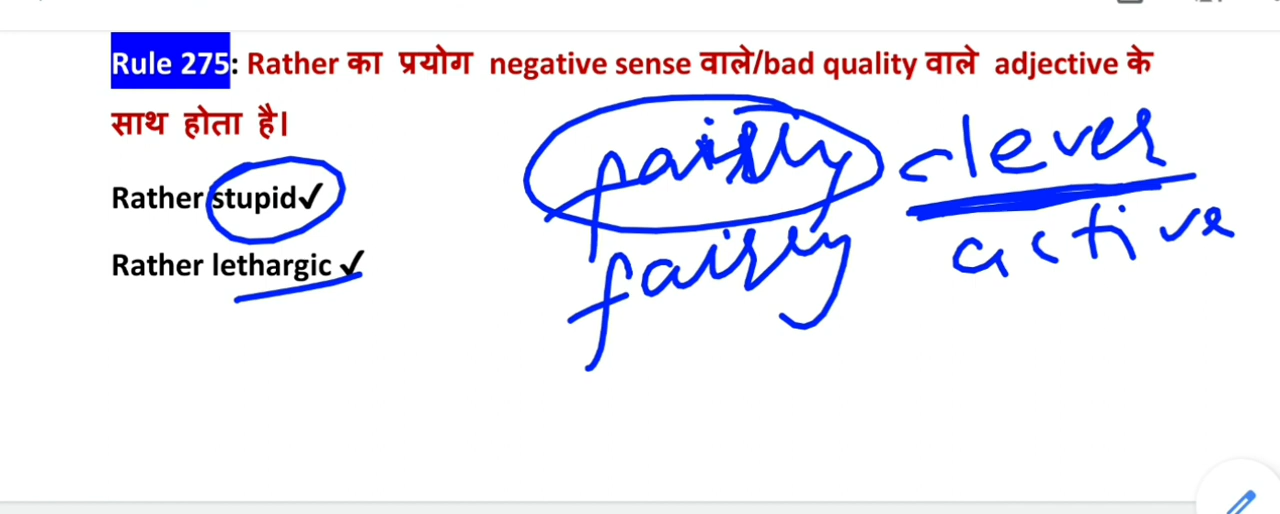 Rule 275: Rather का प्रयोग negative sense वाले/bad quality वाले adjective के
साथ होता है।
Rather stupid✓
Rather lethargic ✓
fairly clever
fairly active